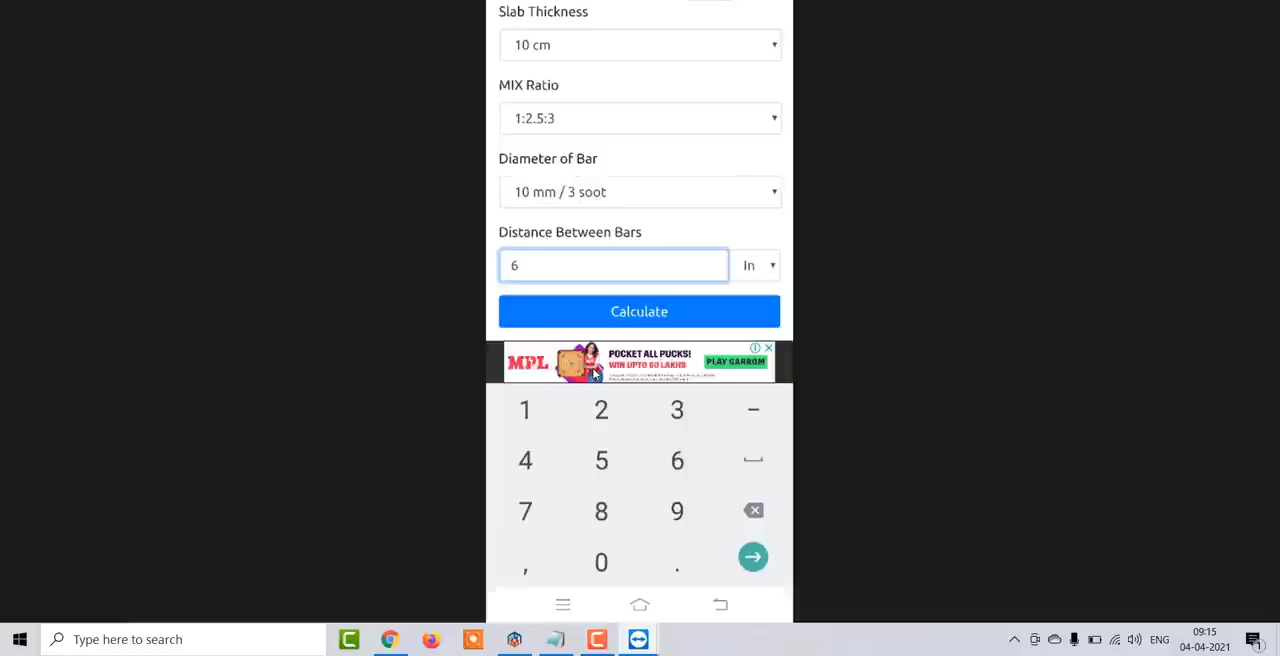 Slab Thickness
10 cm
MIX Ratio
1:2.5:3
Diameter of Bar
10 mm / 3 soot
Distance Between Bars
6 In
Calculate
MPL
POCKET ALL PUCKS!
WIN UPTO 60 LAKHS
PLAY CARROM
1 2 3 -
4 5 6
7 8 9
, 0 .
Type here to search
ENG
09:15
04-04-2021
1